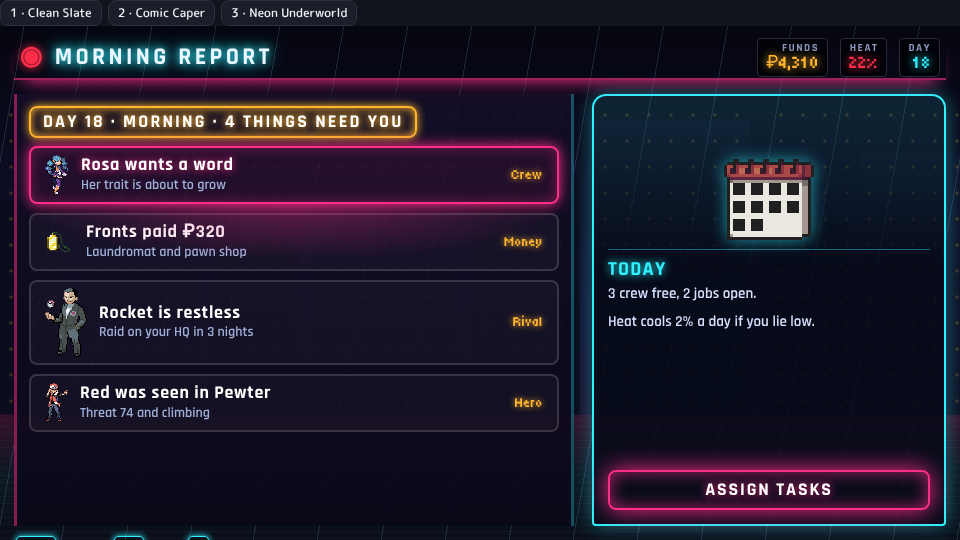 1 · Clean Slate
2 · Comic Caper
3 · Neon Underworld
MORNING REPORT
FUNDS
₽4,310
HEAT
22%
DAY
18
DAY 18 · MORNING · 4 THINGS NEED YOU
Rosa wants a word
Her trait is about to grow
Crew
Fronts paid ₽320
Laundromat and pawn shop
Money
Rocket is restless
Raid on your HQ in 3 nights
Rival
Red was seen in Pewter
Threat 74 and climbing
Hero
TODAY
3 crew free, 2 jobs open.
Heat cools 2% a day if you lie low.
ASSIGN TASKS